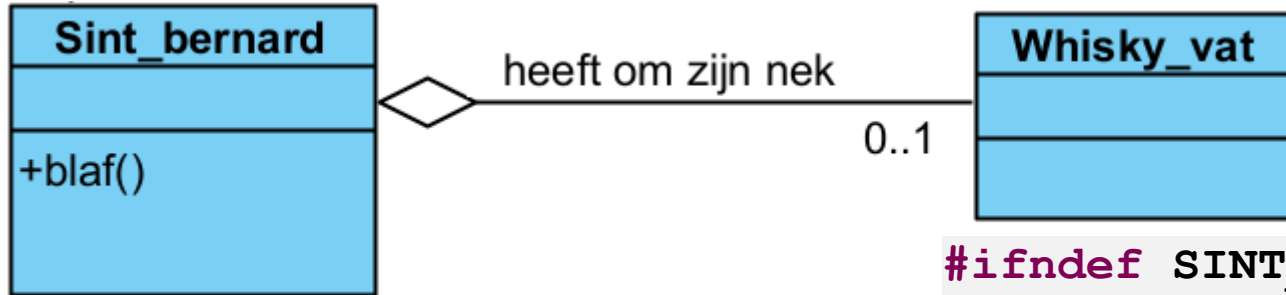 Sint_bernard
+blaf()
heeft om zijn nek
0..1
Whisky_vat
#ifndef SINT